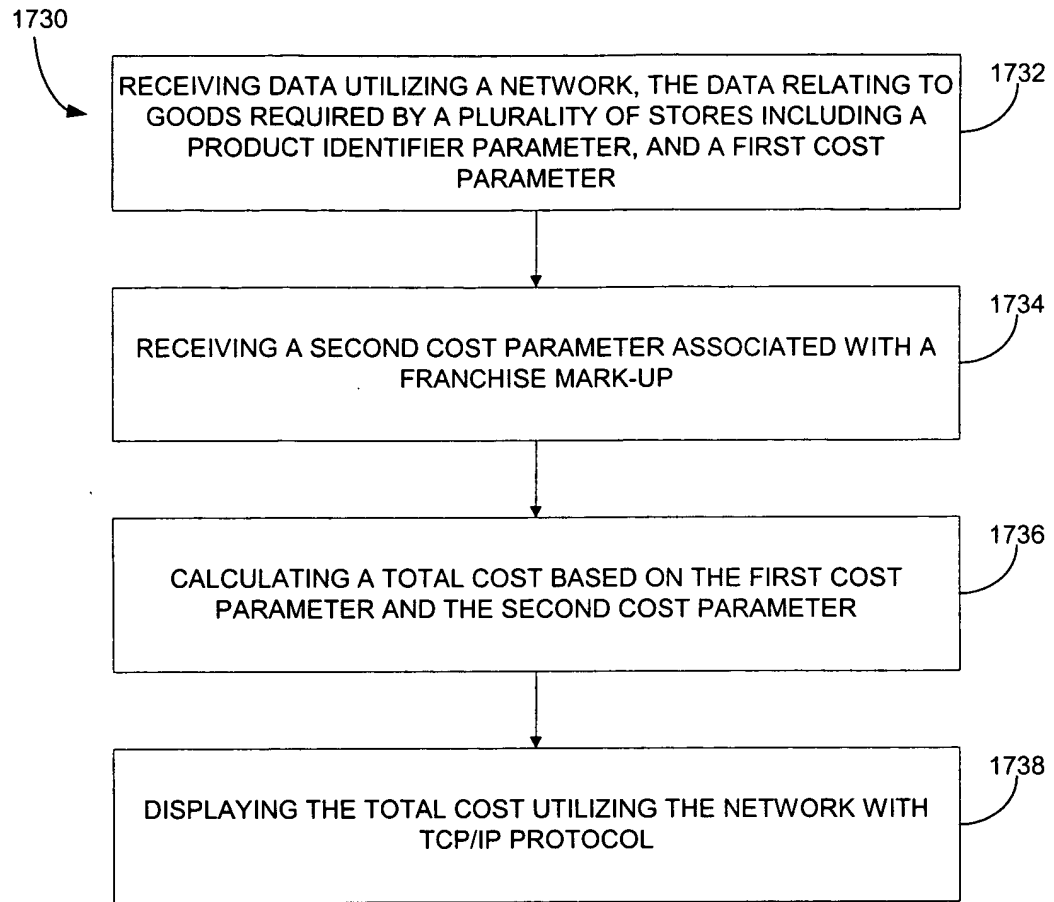 1730
RECEIVING DATA UTILIZING A NETWORK, THE DATA RELATING TO
GOODS REQUIRED BY A PLURALITY OF STORES INCLUDING A
PRODUCT IDENTIFIER PARAMETER, AND A FIRST COST
PARAMETER
1732
RECEIVING A SECOND COST PARAMETER ASSOCIATED WITH A
FRANCHISE MARK-UP
1734
CALCULATING A TOTAL COST BASED ON THE FIRST COST
PARAMETER AND THE SECOND COST PARAMETER
1736
DISPLAYING THE TOTAL COST UTILIZING THE NETWORK WITH
TCP/IP PROTOCOL
1738